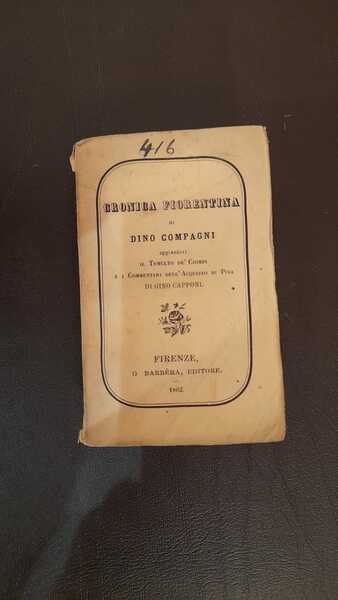 416
CRONICA FIORENTINA
DI
DINO COMPAGNI
aggiuntovi
IL TUMULTO DE' CIOMPI
E I COMMENTARI DELL'ACQUISTO DI PISA
DI GINO CAPPONI.
FIRENZE,
G. BARBÈRA, EDITORE.
1862.